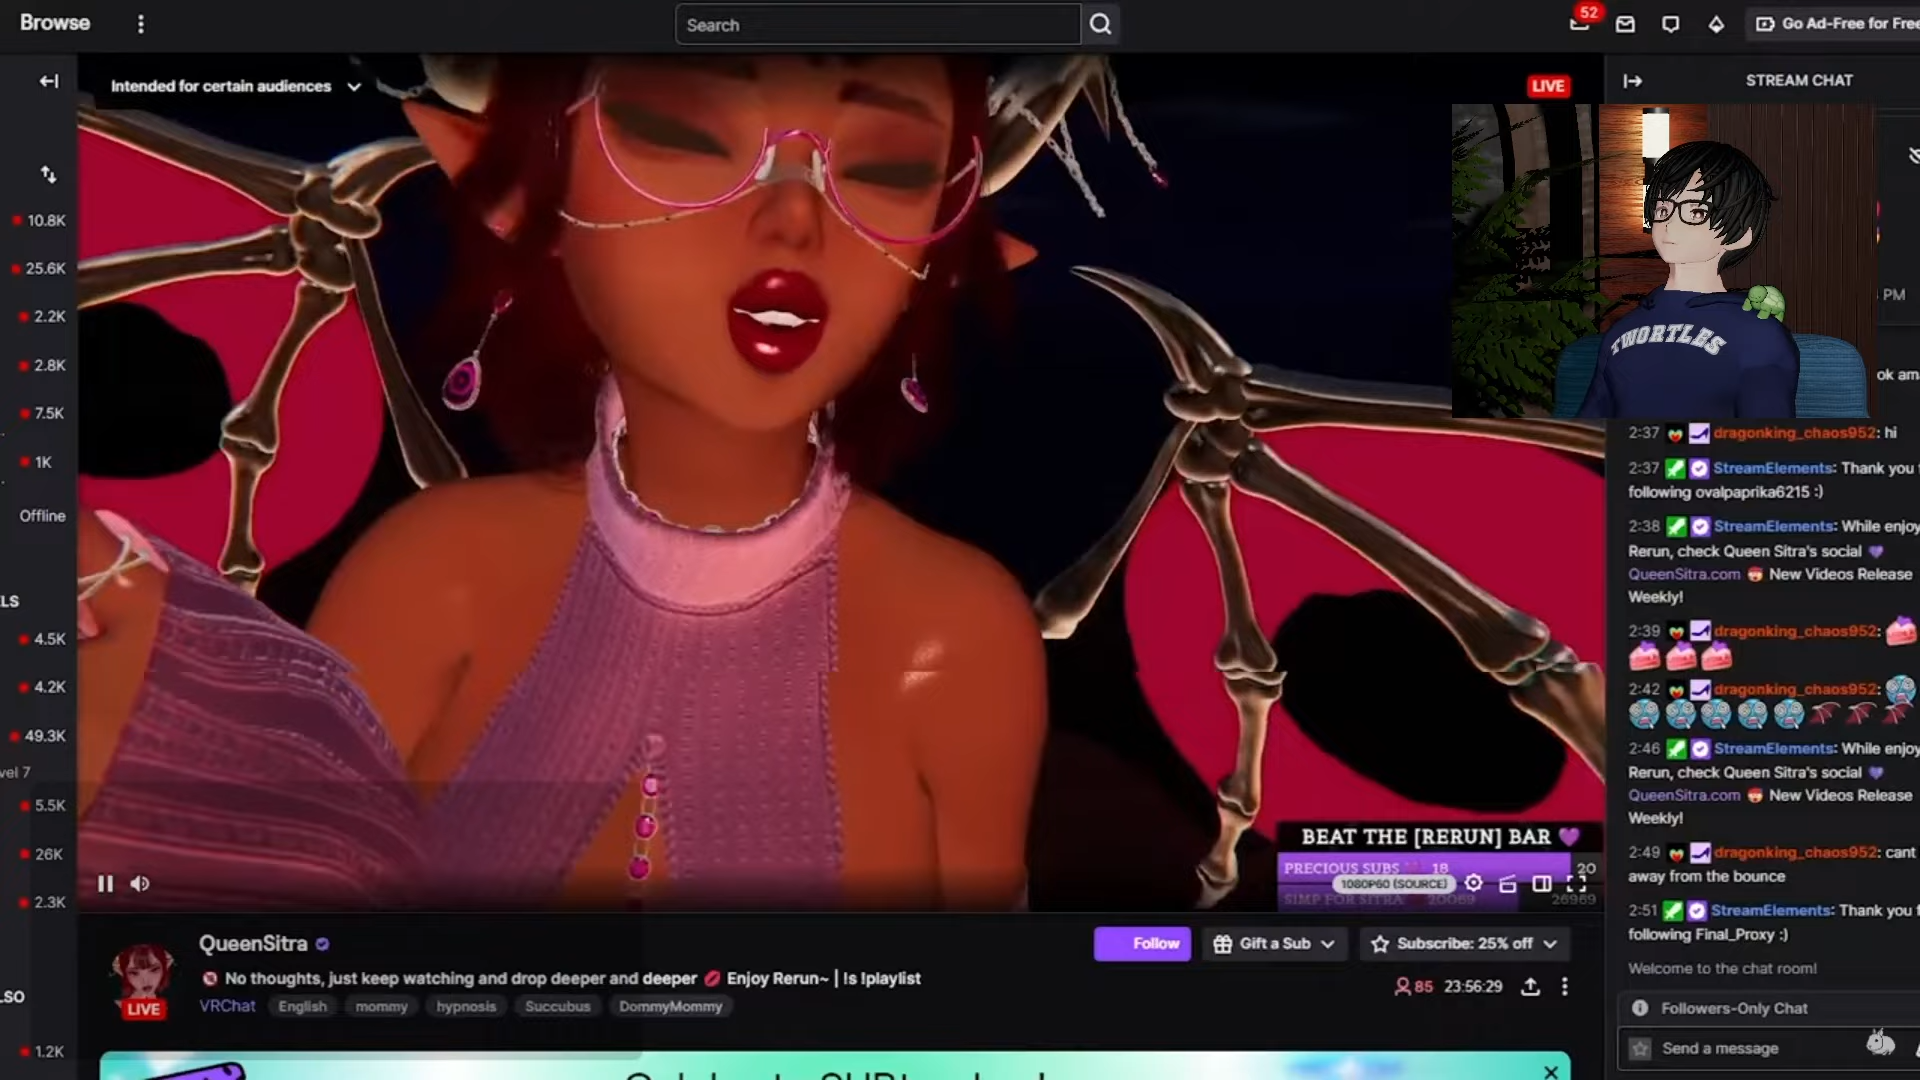 Browse
Search
52
Go Ad-Free for Free
Intended for certain audiences
LIVE
STREAM CHAT
10.8K
25.6K
2.2K
2.8K
7.5K
1K
Offline
4.5K
4.2K
49.3K
5.5K
26K
2.3K
1.2K
TWORTLES
PM
2:37 dragonking_chaos952: hi
2:37 StreamElements: Thank you
following ovalpaprika6215 :)
2:38 StreamElements: While enjoy
Rerun, check Queen Sitra's social
QueenSitra.com New Videos Release
Weekly!
2:39 dragonking_chaos952:
2:42 dragonking_chaos952:
2:46 StreamElements: While enjoy
Rerun, check Queen Sitra's social
QueenSitra.com New Videos Release
Weekly!
2:49 dragonking_chaos952: cant
away from the bounce
2:51 StreamElements: Thank you
following Final_Proxy :)
Welcome to the chat room!
Followers-Only Chat
Send a message
BEAT THE [RERUN] BAR
PRECIOUS SUBS 18 20
1080P60 (SOURCE)
SIMP FOR SITRA 20069 26969
QueenSitra
Follow
Gift a Sub
Subscribe: 25% off
No thoughts, just keep watching and drop deeper and deeper Enjoy Rerun~ | !s !playlist
85 23:56:29
LIVE
VRChat English mommy hypnosis Succubus DommyMommy